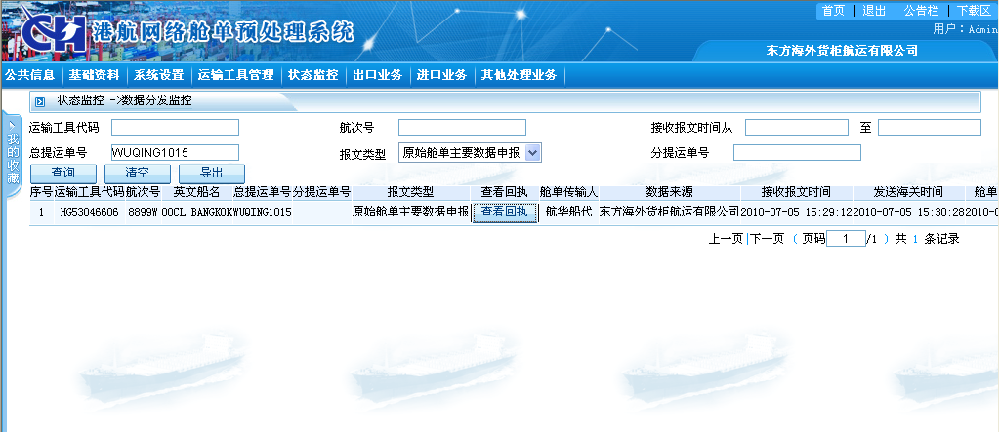 首页 | 退出 | 公告栏 | 下载区
CH 港航网络舱单预处理系统
用户：Admin
东方海外货柜航运有限公司
公共信息 基础资料 系统设置 运输工具管理 状态监控 出口业务 进口业务 其他处理业务
状态监控 ->数据分发监控
我的收藏
运输工具代码 航次号 接收报文时间从 至
总提运单号 WUQING1015 报文类型 原始舱单主要数据申报 分提运单号
查询 清空 导出
序号 运输工具代码 航次号 英文船名 总提运单号 分提运单号 报文类型 查看回执 舱单传输人 数据来源 接收报文时间 发送海关时间 舱单
1 HG53046606 8899W OOCL BANGKOK WUQING1015 原始舱单主要数据申报 查看回执 航华船代 东方海外货柜航运有限公司 2010-07-05 15:29:12 2010-07-05 15:30:28 2010-0
上一页 | 下一页 ( 页码 1 /1 ) 共 1 条记录